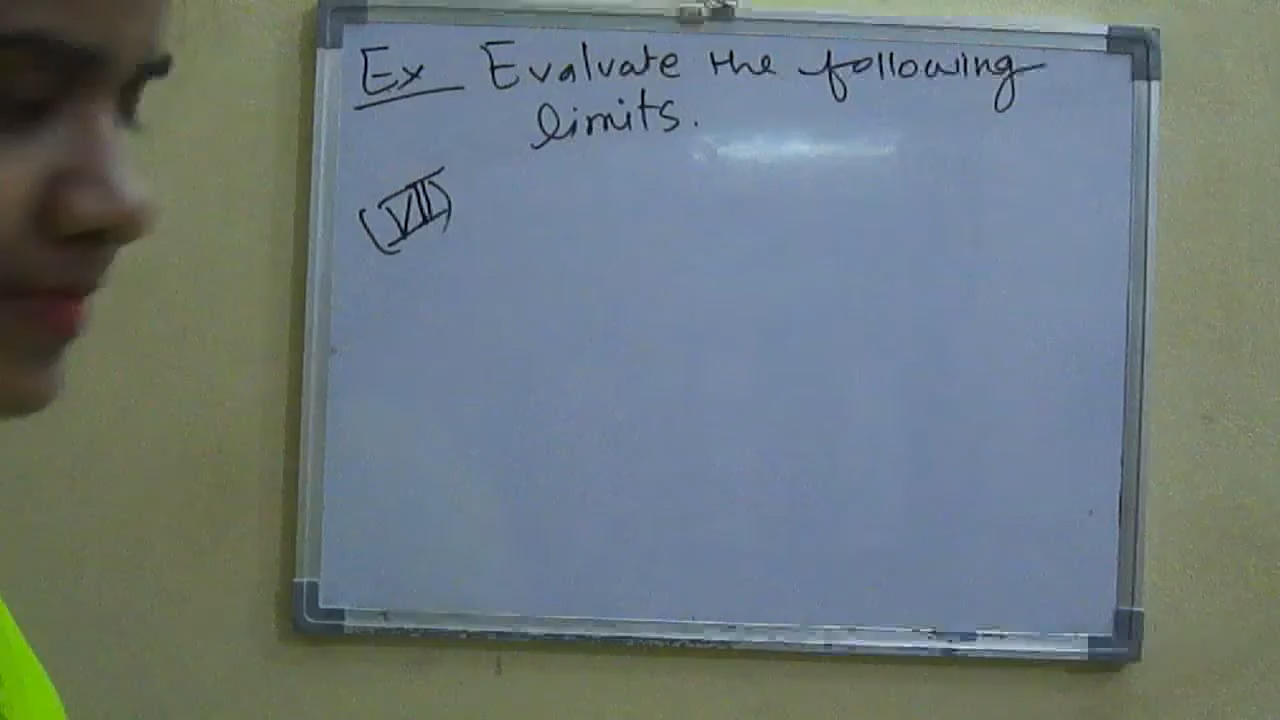 Ex Evaluate the following
limits.
(VII)